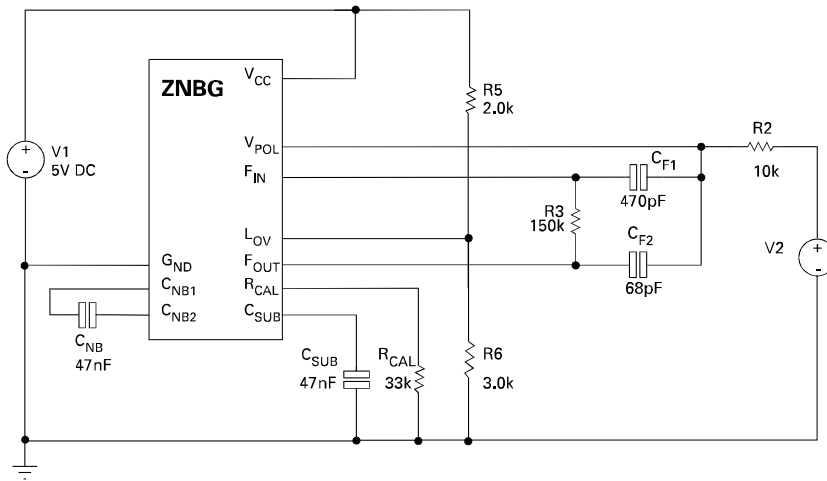 ZNBG
VCC
VPOL
FIN
LOV
FOUT
RCAL
CSUB
GND
CNB1
CNB2
+
-
V1
5V DC
R5
2.0k
R2
10k
CF1
470pF
R3
150k
CF2
68pF
V2
+
-
CNB
47nF
CSUB
47nF
RCAL
33k
R6
3.0k